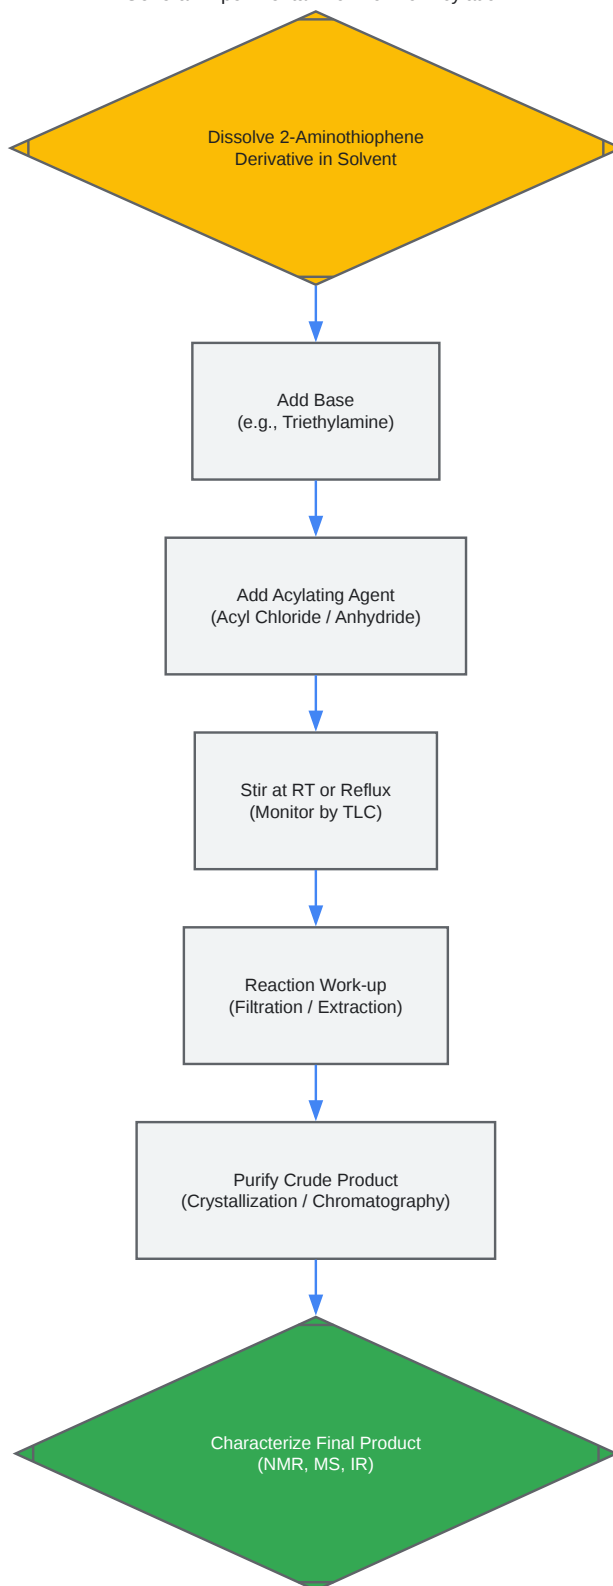 Dissolve 2-Aminothiophene
Derivative in Solvent
Add Base
(e.g., Triethylamine)
Add Acylating Agent
(Acyl Chloride / Anhydride)
Stir at RT or Reflux
(Monitor by TLC)
Reaction Work-up
(Filtration / Extraction)
Purify Crude Product
(Crystallization / Chromatography)
Characterize Final Product
(NMR, MS, IR)